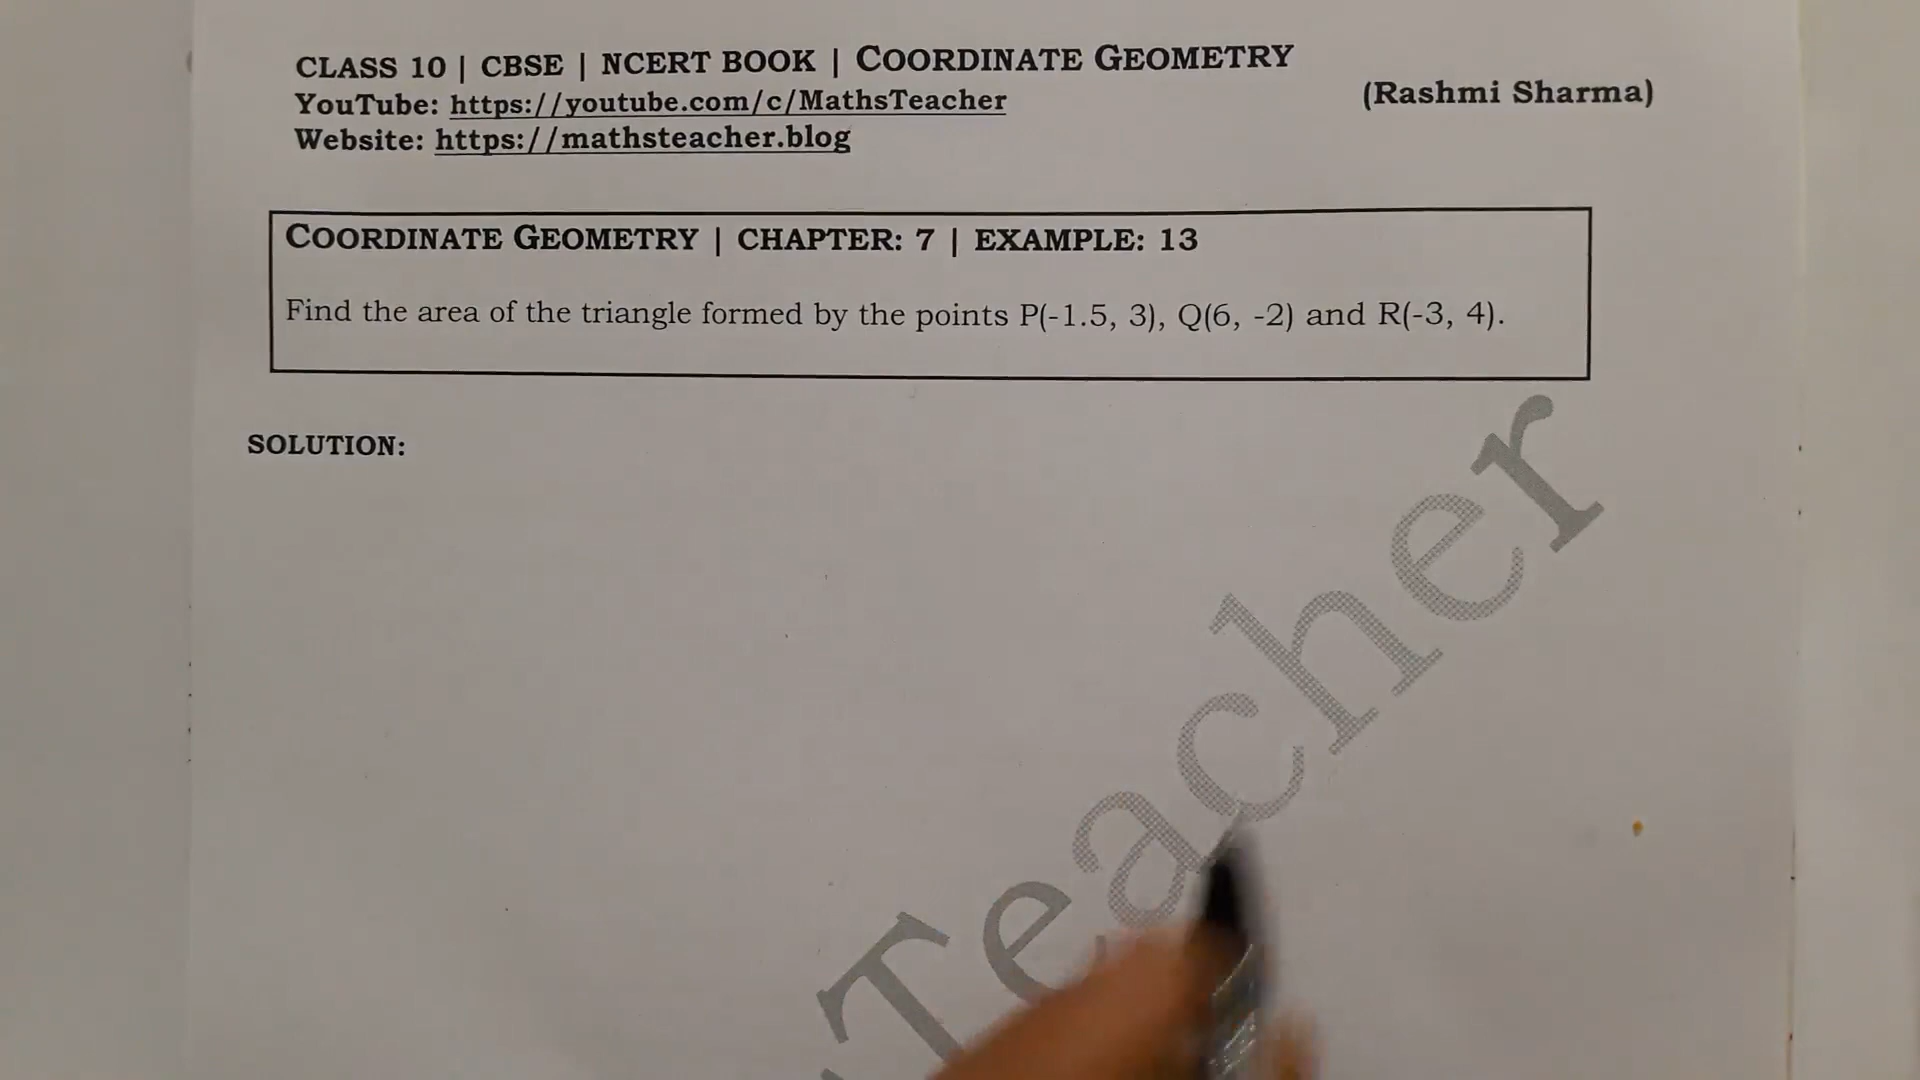 CLASS 10 | CBSE | NCERT BOOK | COORDINATE GEOMETRY
(Rashmi Sharma)
YouTube: https://youtube.com/c/MathsTeacher
Website: https://mathsteacher.blog
COORDINATE GEOMETRY | CHAPTER: 7 | EXAMPLE: 13
Find the area of the triangle formed by the points P(-1.5, 3), Q(6, -2) and R(-3, 4).
SOLUTION:
Teacher